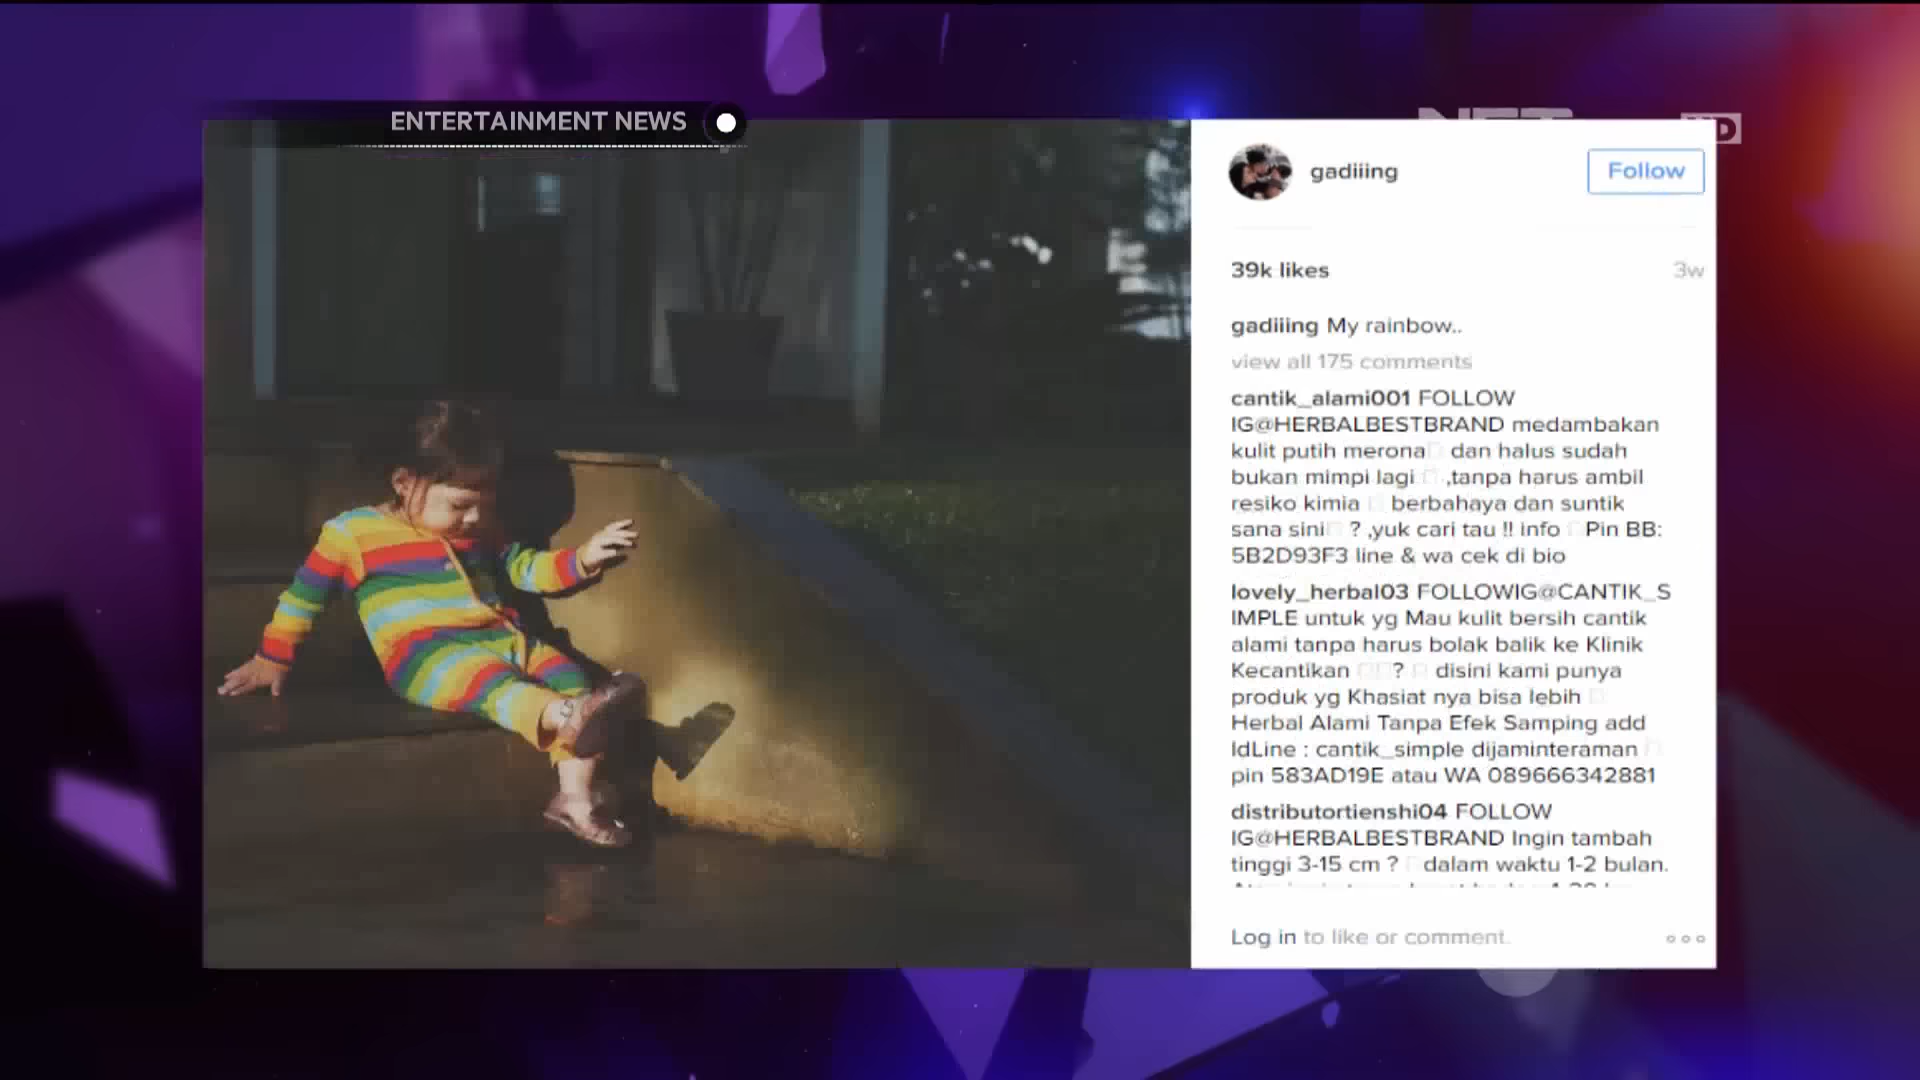 ENTERTAINMENT NEWS
gadiiing
Follow
39k likes
3w
gadiiing My rainbow..
view all 175 comments
cantik_alami001 FOLLOW
IG@HERBALBESTBRAND medambakan
kulit putih merona dan halus sudah
bukan mimpi lagi ,tanpa harus ambil
resiko kimia berbahaya dan suntik
sana sini ? ,yuk cari tau !! info Pin BB:
5B2D93F3 line & wa cek di bio
lovely_herbal03 FOLLOWIG@CANTIK_S
IMPLE untuk yg Mau kulit bersih cantik
alami tanpa harus bolak balik ke Klinik
Kecantikan ? disini kami punya
produk yg Khasiat nya bisa lebih
Herbal Alami Tanpa Efek Samping add
IdLine : cantik_simple dijaminteraman
pin 583AD19E atau WA 089666342881
distributortienshi04 FOLLOW
IG@HERBALBESTBRAND Ingin tambah
tinggi 3-15 cm ? dalam waktu 1-2 bulan.
Log in to like or comment.